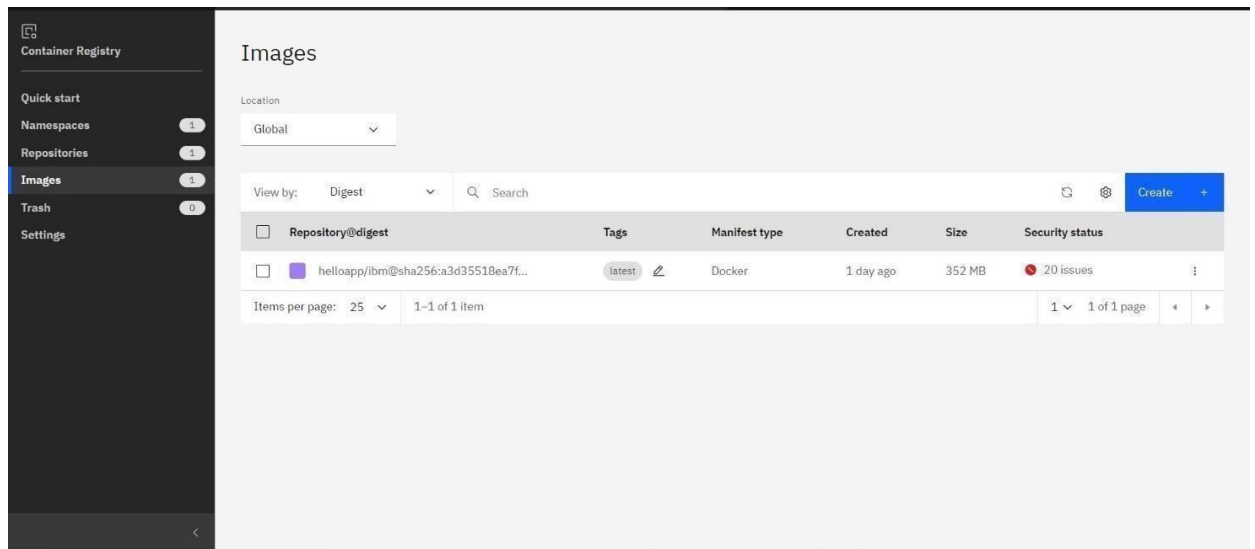 Container Registry
Quick start
Namespaces 1
Repositories 1
Images 1
Trash 0
Settings
Images
Location
Global
View by: Digest Search Create +
Repository@digest Tags Manifest type Created Size Security status
helloapp/ibm@sha256:a3d35518ea7f... latest Docker 1 day ago 352 MB 20 issues
Items per page: 25 1–1 of 1 item 1 1 of 1 page